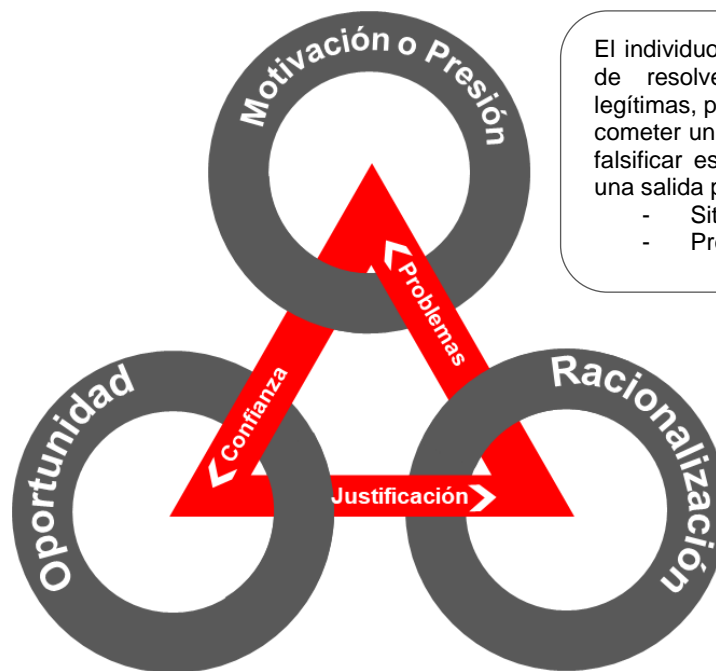 Motivación o Presión
El individuo
de resolve
legítimas, p
cometer un
falsificar es
una salida p
- Sit
- Pr
Problemas
Confianza
Oportunidad
Racionalización
Justificación